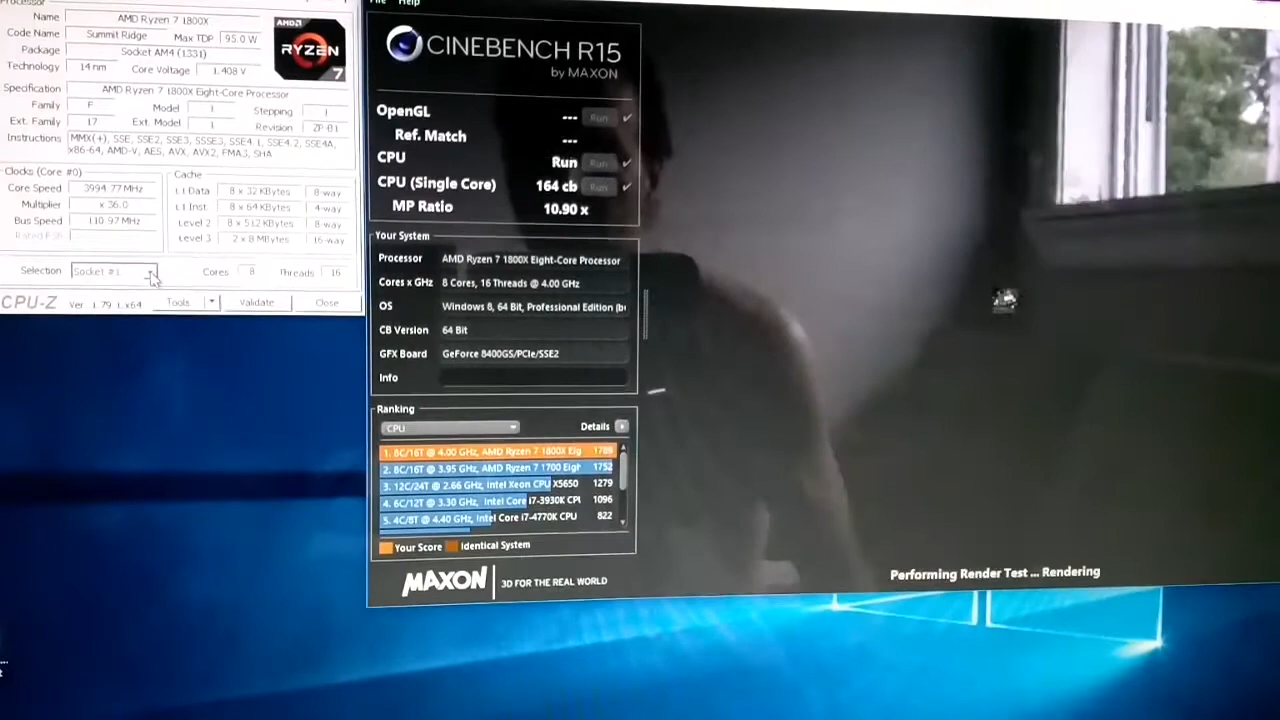 Processor
Name AMD Ryzen 7 1800X
Code Name Summit Ridge Max TDP 95.0 W
Package Socket AM4 (1331)
Technology 14 nm Core Voltage 1.408 V
AMD RYZEN 7
Specification AMD Ryzen 7 1800X Eight-Core Processor
Family F Model 1 Stepping 1
Ext. Family 17 Ext. Model 1 Revision ZP-B1
Instructions MMX(+), SSE, SSE2, SSE3, SSSE3, SSE4.1, SSE4.2, SSE4A,
x86-64, AMD-V, AES, AVX, AVX2, FMA3, SHA
Clocks (Core #0)
Core Speed 3994.77 MHz
Multiplier x 36.0
Bus Speed 110.97 MHz
Rated FSB
Cache
L1 Data 8 x 32 KBytes 8-way
L1 Inst. 8 x 64 KBytes 4-way
Level 2 8 x 512 KBytes 8-way
Level 3 2 x 8 MBytes 16-way
Selection Socket #1 Cores 8 Threads 16
CPU-Z Ver. 1.79.1.x64 Tools Validate Close
File Help
CINEBENCH R15
by MAXON
OpenGL --- Run
Ref. Match ---
CPU Run Run
CPU (Single Core) 164 cb Run
MP Ratio 10.90 x
Your System
Processor AMD Ryzen 7 1800X Eight-Core Processor
Cores x GHz 8 Cores, 16 Threads @ 4.00 GHz
OS Windows 8, 64 Bit, Professional Edition (b
CB Version 64 Bit
GFX Board GeForce 8400GS/PCIe/SSE2
Info
Ranking
CPU Details
1. 8C/16T @ 4.00 GHz, AMD Ryzen 7 1800X Eig 1789
2. 8C/16T @ 3.95 GHz, AMD Ryzen 7 1700 Eigh 1752
3. 12C/24T @ 2.66 GHz, Intel Xeon CPU X5650 1279
4. 6C/12T @ 3.30 GHz, Intel Core i7-3930K CPU 1096
5. 4C/8T @ 4.40 GHz, Intel Core i7-4770K CPU 822
Your Score Identical System
MAXON 3D FOR THE REAL WORLD
Performing Render Test ... Rendering